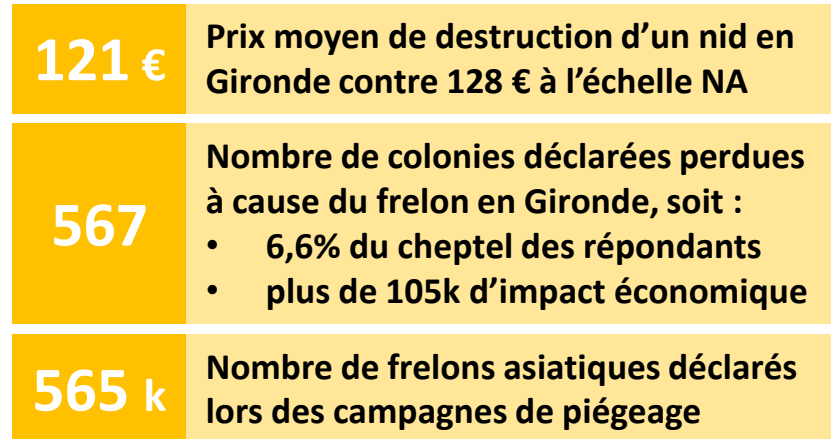 121 €
Prix moyen de destruction d’un nid en
Gironde contre 128 € à l’échelle NA
567
Nombre de colonies déclarées perdues
à cause du frelon en Gironde, soit :
• 6,6% du cheptel des répondants
• plus de 105k d’impact économique
565 k
Nombre de frelons asiatiques déclarés
lors des campagnes de piégeage